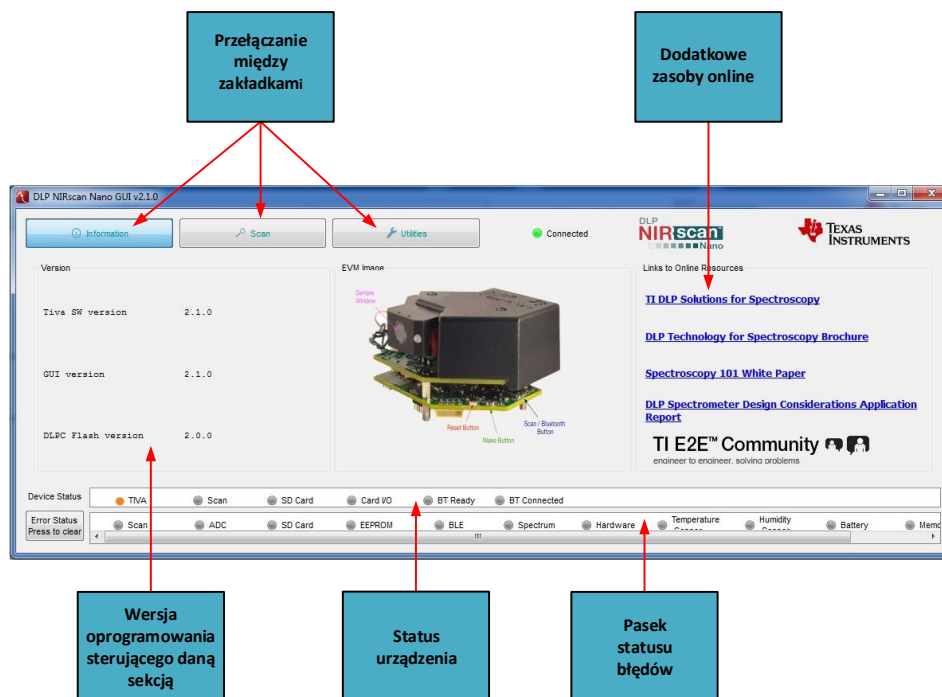 Przełączanie
między
zakładkami
Dodatkowe
zasoby online
DLP NIRscan Nano GUI v2.1.0
Information
Scan
Utilities
Connected
DLP
NIRscan
Nano
TEXAS
INSTRUMENTS
Version
EVM Image
Links to Online Resources
Tiva SW version 2.1.0
GUI version 2.1.0
DLPC Flash version 2.0.0
Sample
Window
Reset Button
Wake Button
Scan / Bluetooth
Button
TI DLP Solutions for Spectroscopy
DLP Technology for Spectroscopy Brochure
Spectroscopy 101 White Paper
DLP Spectrometer Design Considerations Application
Report
TI E2E™ Community
engineer to engineer, solving problems
Device Status
TIVA
Scan
SD Card
Card I/O
BT Ready
BT Connected
Error Status
Press to clear
Scan
ADC
SD Card
EEPROM
BLE
Spectrum
Hardware
Temperature
Humidity
Battery
Memo
Wersja
oprogramowania
sterującego daną
sekcją
Status
urządzenia
Pasek
statusu
błędów